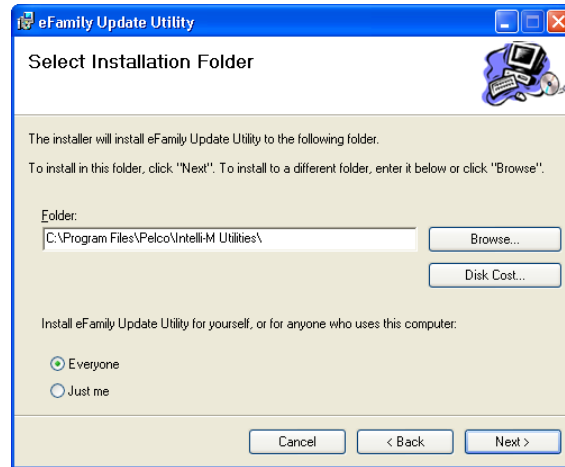 eFamily Update Utility
Select Installation Folder
The installer will install eFamily Update Utility to the following folder.
To install in this folder, click "Next". To install to a different folder, enter it below or click "Browse".
Folder:
C:\Program Files\Pelco\Intelli-M Utilities\
Browse...
Disk Cost...
Install eFamily Update Utility for yourself, or for anyone who uses this computer:
Everyone
Just me
Cancel
< Back
Next >